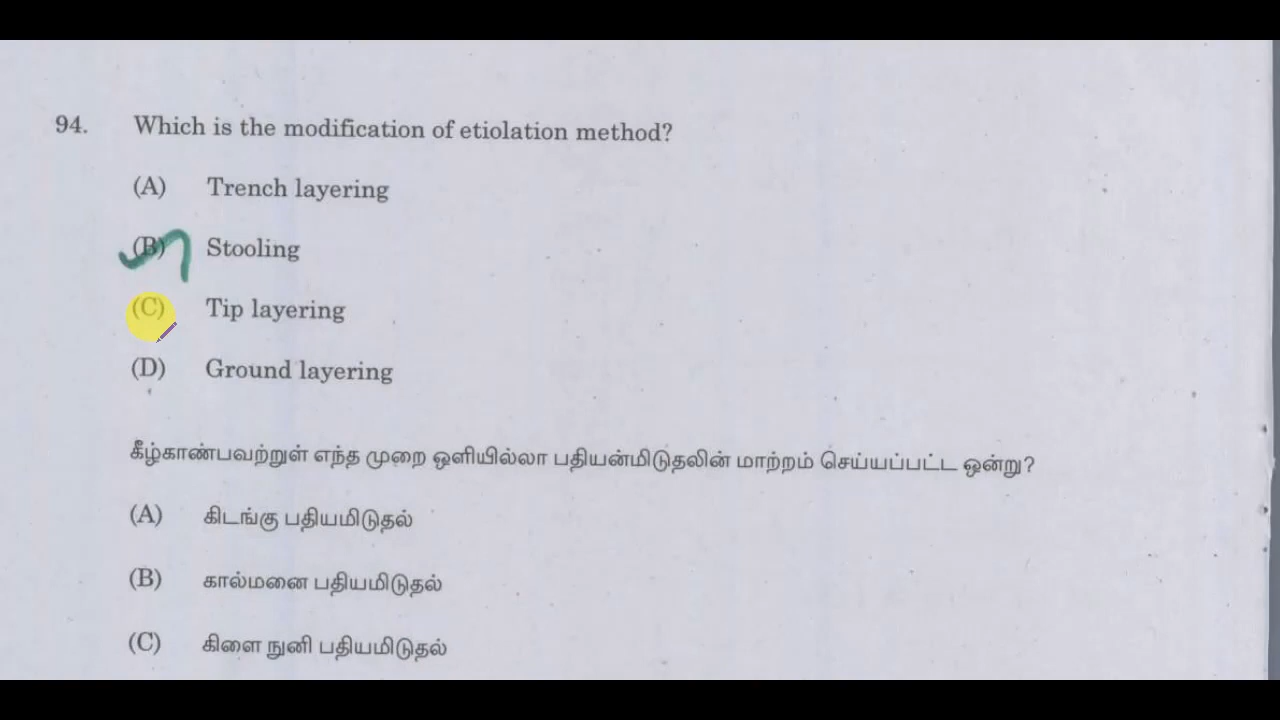 94. Which is the modification of etiolation method?
(A) Trench layering
(B) Stooling
(C) Tip layering
(D) Ground layering
கீழ்காண்பவற்றுள் எந்த முறை ஒளியில்லா பதியன்மிடுதலின் மாற்றம் செய்யப்பட்ட ஒன்று?
(A) கிடங்கு பதியமிடுதல்
(B) கால்மனை பதியமிடுதல்
(C) கிளை நுனி பதியமிடுதல்